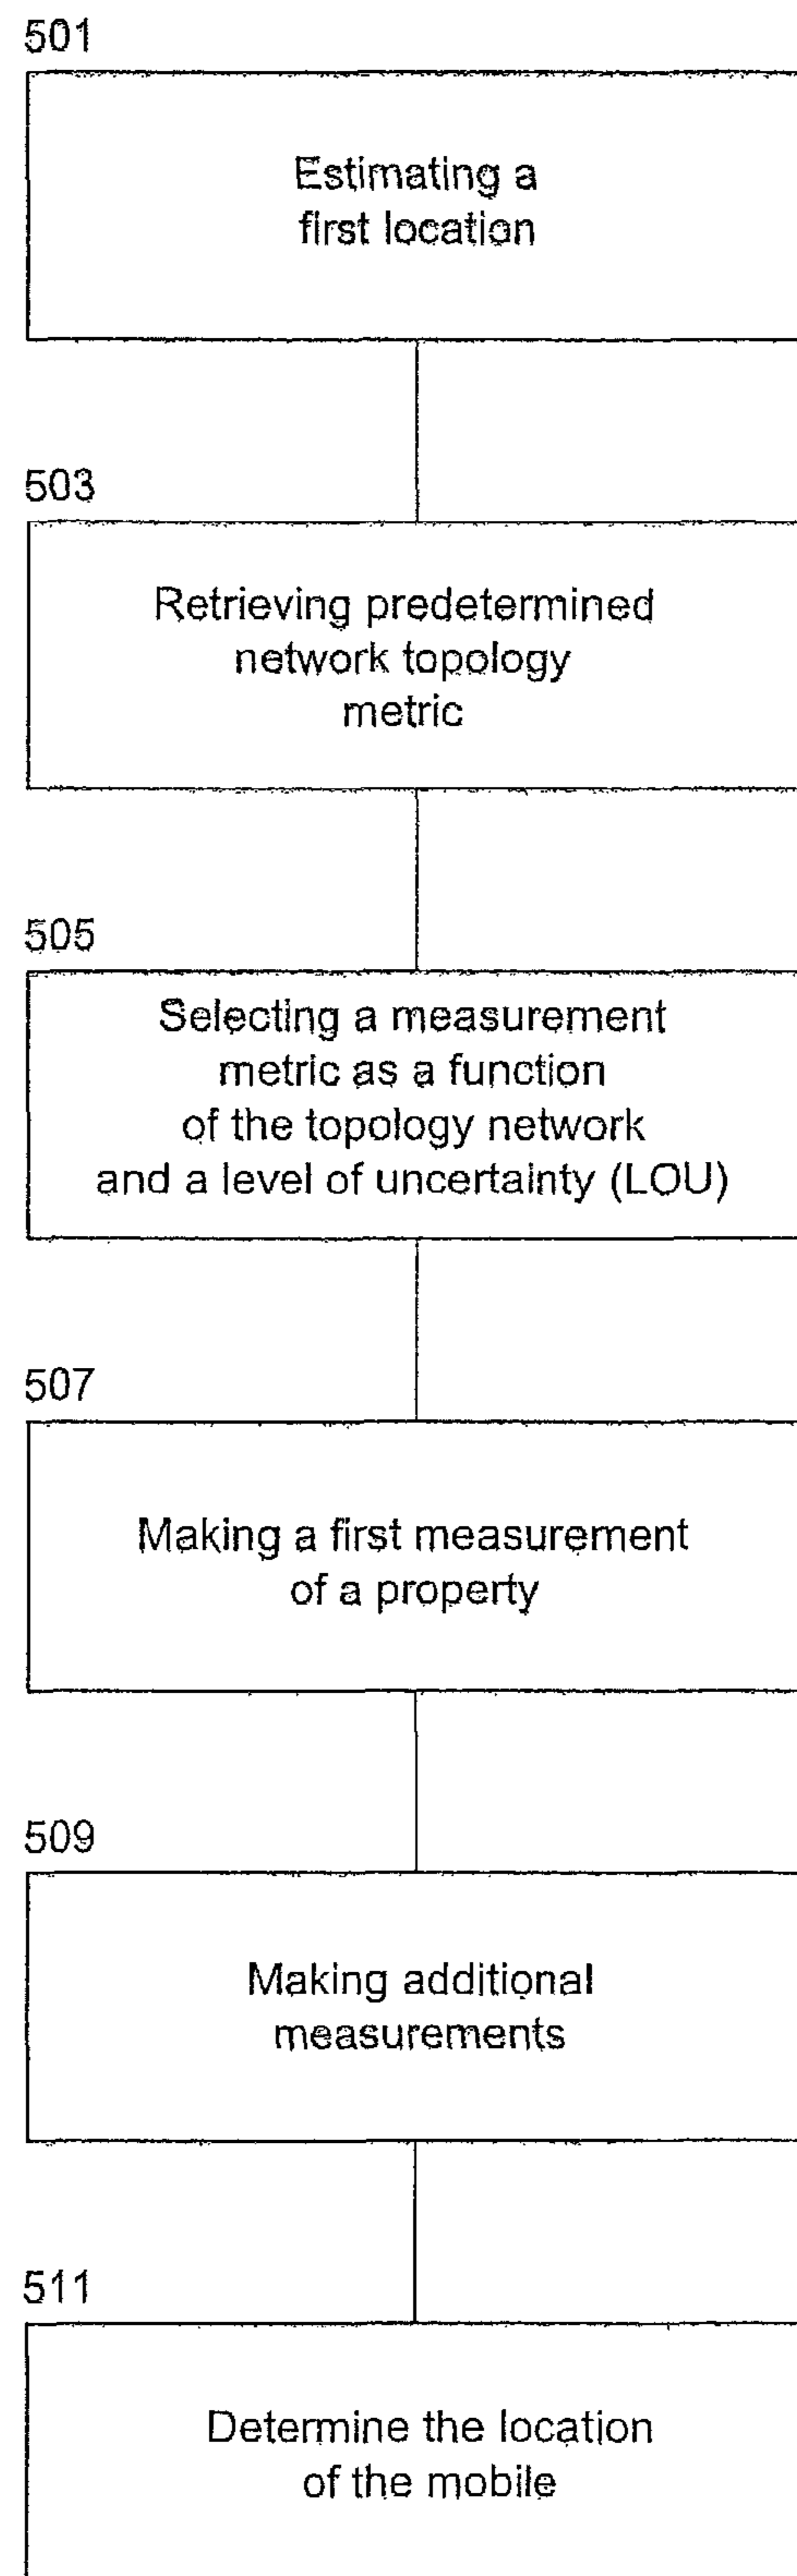 501
Estimating a
first location
503
Retrieving predetermined
network topology
metric
505
Selecting a measurement
metric as a function
of the topology network
and a level of uncertainty (LOU)
507
Making a first measurement
of a property
509
Making additional
measurements
511
Determine the location
of the mobile